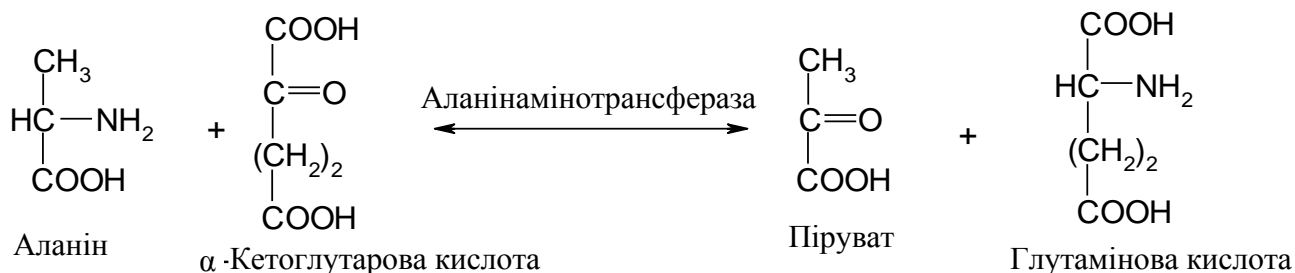 CH3
HC—NH2
COOH
Аланін
+
COOH
C=O
(CH2)2
COOH
α-Кетоглутарова кислота
Аланінамінотрансфераза
CH3
C=O
COOH
Піруват
+
COOH
HC—NH2
(CH2)2
COOH
Глутамінова кислота